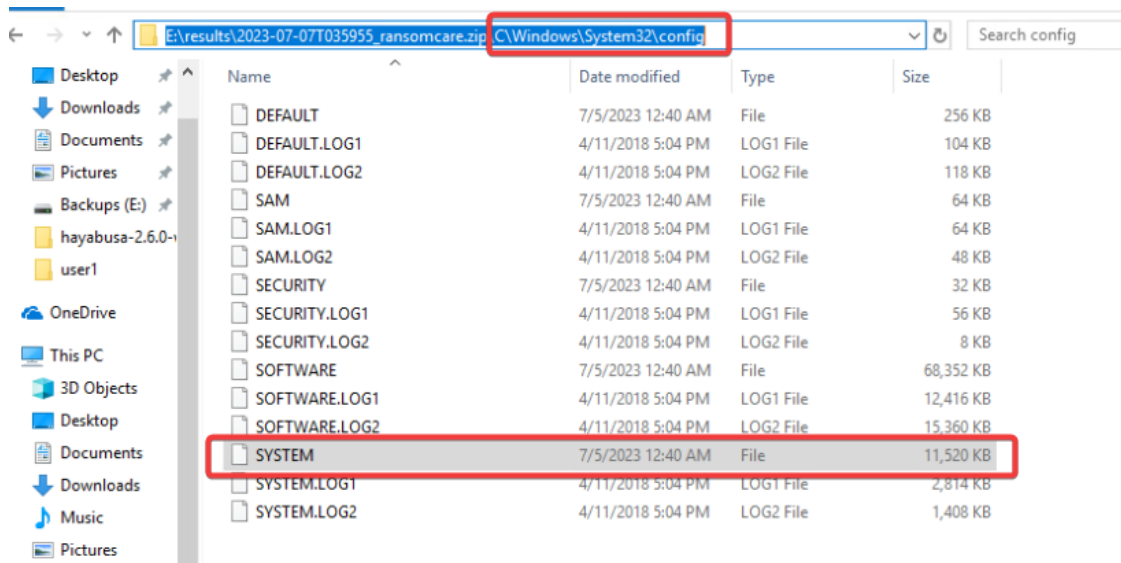 E:\results\2023-07-07T035955_ransomcare.zip\C\Windows\System32\config
Search config
Desktop
Downloads
Documents
Pictures
Backups (E:)
hayabusa-2.6.0-
user1
OneDrive
This PC
3D Objects
Desktop
Documents
Downloads
Music
Pictures
Name Date modified Type Size
DEFAULT 7/5/2023 12:40 AM File 256 KB
DEFAULT.LOG1 4/11/2018 5:04 PM LOG1 File 104 KB
DEFAULT.LOG2 4/11/2018 5:04 PM LOG2 File 118 KB
SAM 7/5/2023 12:40 AM File 64 KB
SAM.LOG1 4/11/2018 5:04 PM LOG1 File 64 KB
SAM.LOG2 4/11/2018 5:04 PM LOG2 File 48 KB
SECURITY 7/5/2023 12:40 AM File 32 KB
SECURITY.LOG1 4/11/2018 5:04 PM LOG1 File 56 KB
SECURITY.LOG2 4/11/2018 5:04 PM LOG2 File 8 KB
SOFTWARE 7/5/2023 12:40 AM File 68,352 KB
SOFTWARE.LOG1 4/11/2018 5:04 PM LOG1 File 12,416 KB
SOFTWARE.LOG2 4/11/2018 5:04 PM LOG2 File 15,360 KB
SYSTEM 7/5/2023 12:40 AM File 11,520 KB
SYSTEM.LOG1 4/11/2018 5:04 PM LOG1 File 2,814 KB
SYSTEM.LOG2 4/11/2018 5:04 PM LOG2 File 1,408 KB